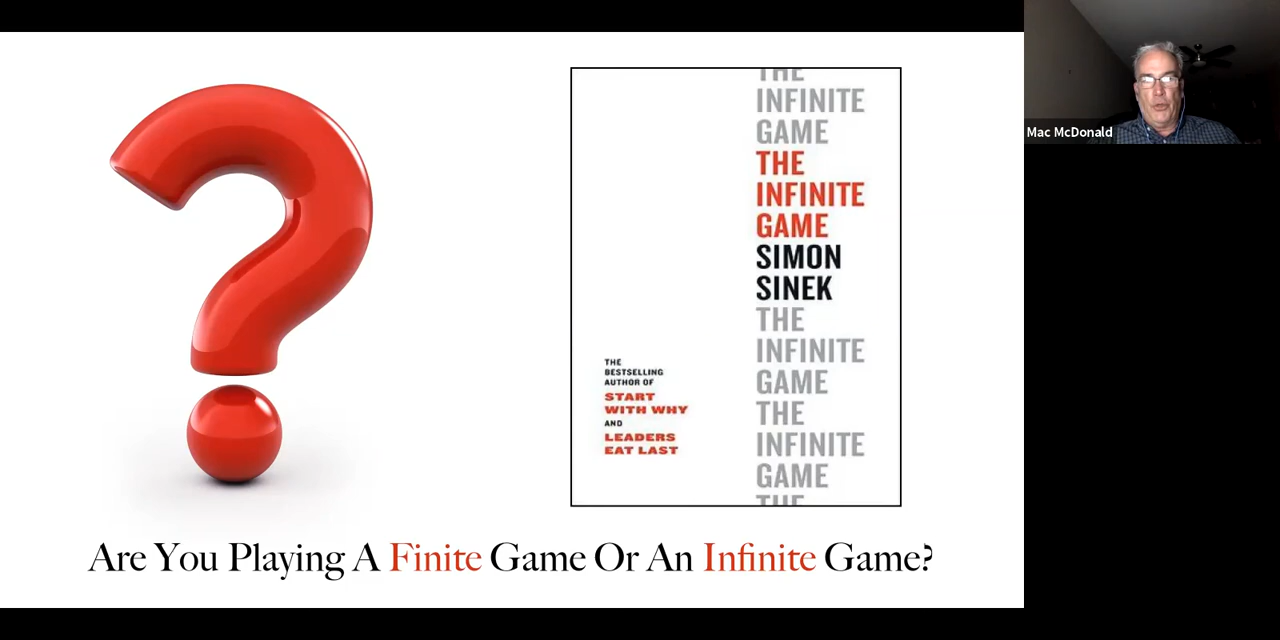 THE
INFINITE
GAME
THE
INFINITE
GAME
SIMON
SINEK
THE
INFINITE
GAME
THE
INFINITE
GAME
THE
THE
BESTSELLING
AUTHOR OF
START
WITH WHY
AND
LEADERS
EAT LAST
Are You Playing A Finite Game Or An Infinite Game?
Mac McDonald